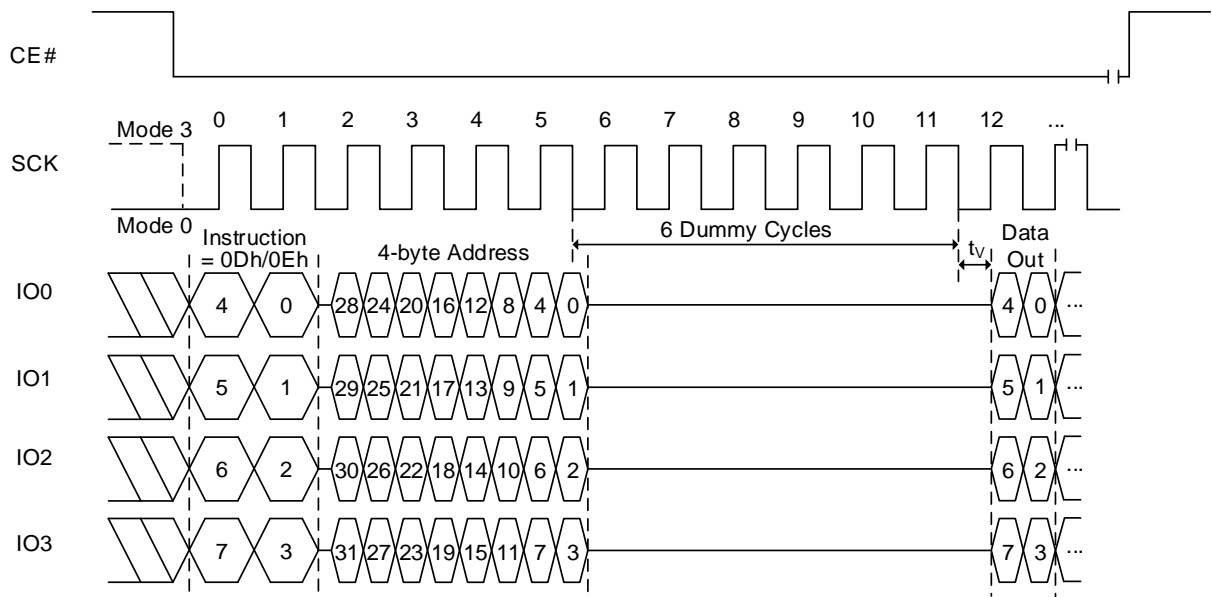 CE#
0 1 2 3 4 5 6 7 8 9 10 11 12 ...
Mode 3
SCK
Mode 0
Instruction
= 0Dh/0Eh
4-byte Address
6 Dummy Cycles
tV
Data
Out
IO0 4 0 28 24 20 16 12 8 4 0 4 0 ...
IO1 5 1 29 25 21 17 13 9 5 1 5 1 ...
IO2 6 2 30 26 22 18 14 10 6 2 6 2 ...
IO3 7 3 31 27 23 19 15 11 7 3 7 3 ...